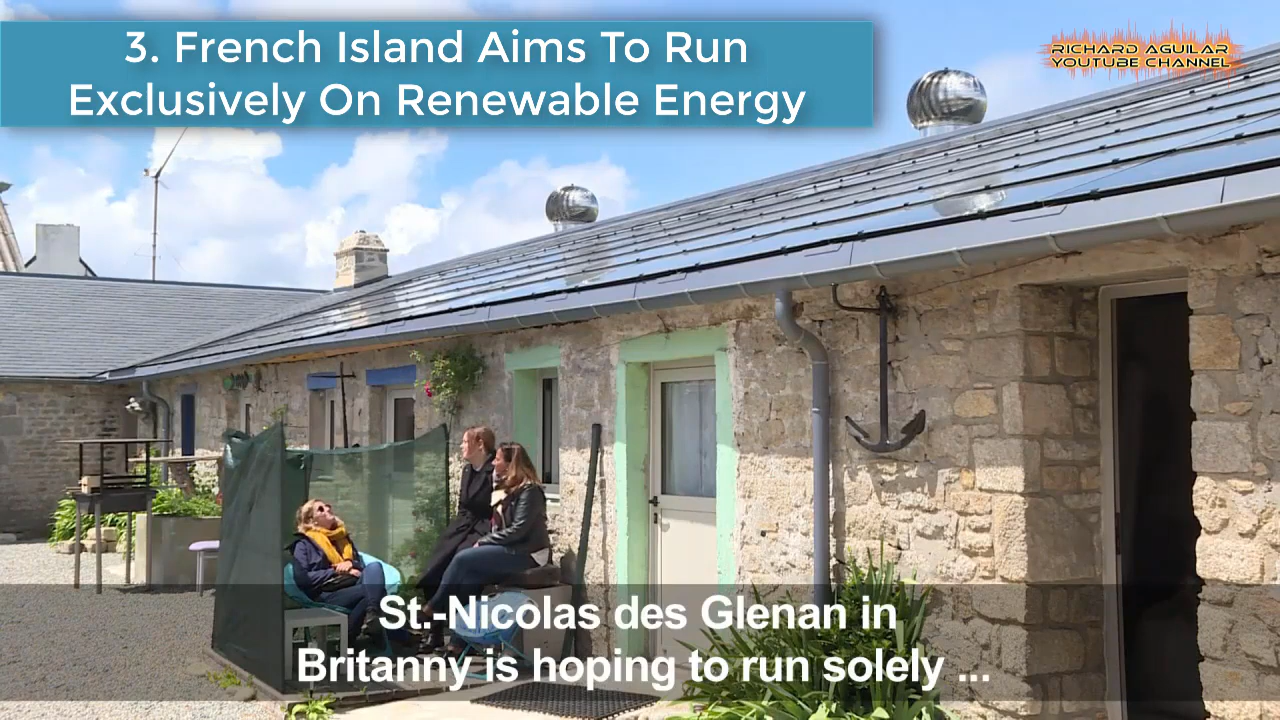 3. French Island Aims To Run
Exclusively On Renewable Energy
RICHARD AGUILAR
YOUTUBE CHANNEL
St.-Nicolas des Glenan in
Britanny is hoping to run solely ...